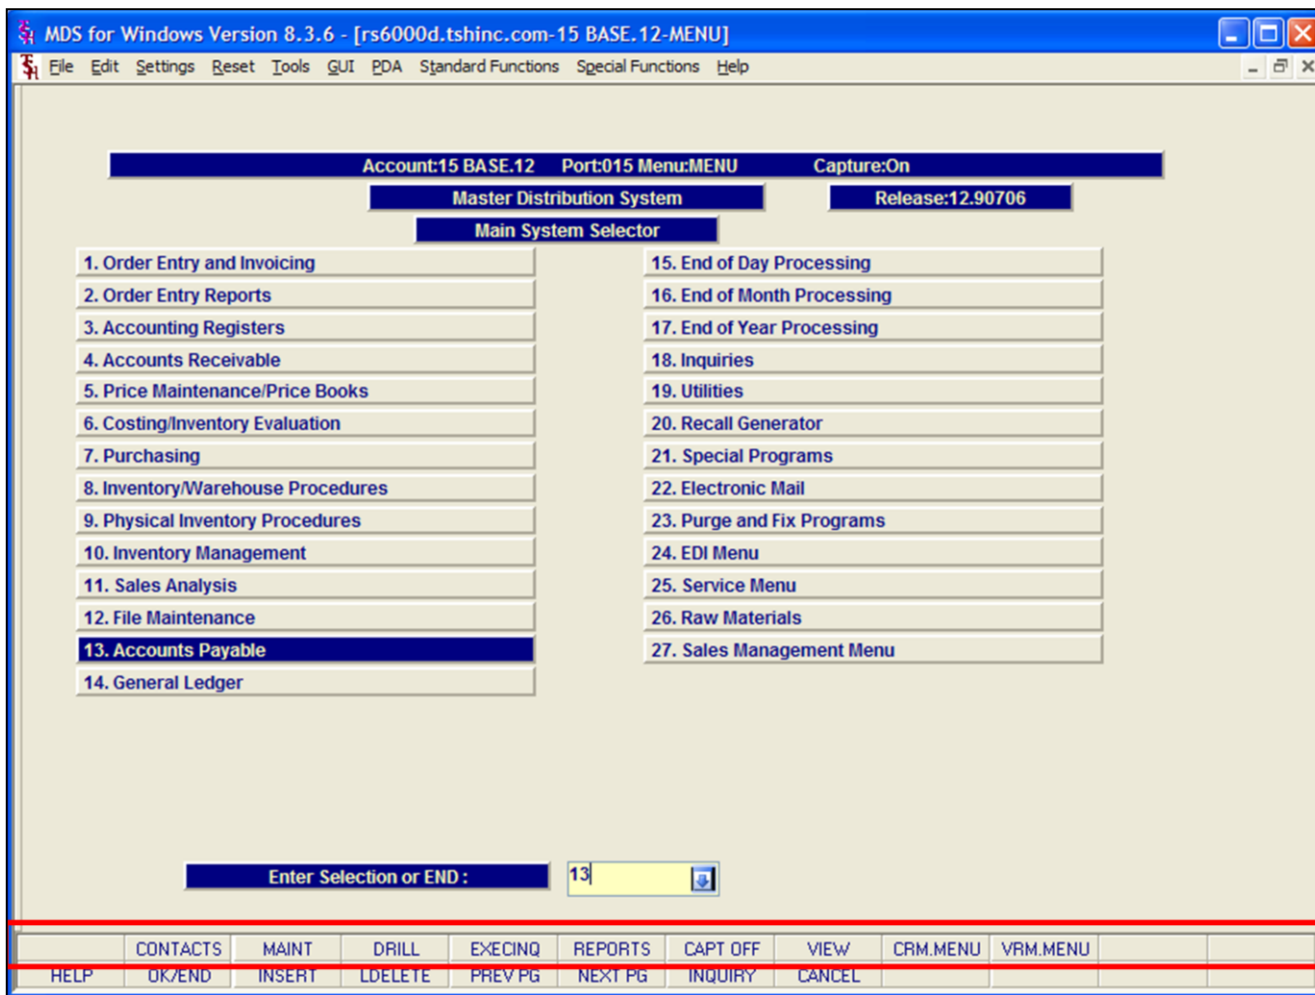 MDS for Windows Version 8.3.6 - [rs6000d.tshinc.com-15 BASE.12-MENU]
File Edit Settings Reset Tools GUI PDA Standard Functions Special Functions Help
Account:15 BASE.12 Port:015 Menu:MENU Capture:On
Master Distribution System Release:12.90706
Main System Selector
1. Order Entry and Invoicing
2. Order Entry Reports
3. Accounting Registers
4. Accounts Receivable
5. Price Maintenance/Price Books
6. Costing/Inventory Evaluation
7. Purchasing
8. Inventory/Warehouse Procedures
9. Physical Inventory Procedures
10. Inventory Management
11. Sales Analysis
12. File Maintenance
13. Accounts Payable
14. General Ledger
15. End of Day Processing
16. End of Month Processing
17. End of Year Processing
18. Inquiries
19. Utilities
20. Recall Generator
21. Special Programs
22. Electronic Mail
23. Purge and Fix Programs
24. EDI Menu
25. Service Menu
26. Raw Materials
27. Sales Management Menu
Enter Selection or END : 13
CONTACTS MAINT DRILL EXECINQ REPORTS CAPT OFF VIEW CRM.MENU VRM.MENU
HELP OK/END INSERT LDELETE PREV PG NEXT PG INQUIRY CANCEL